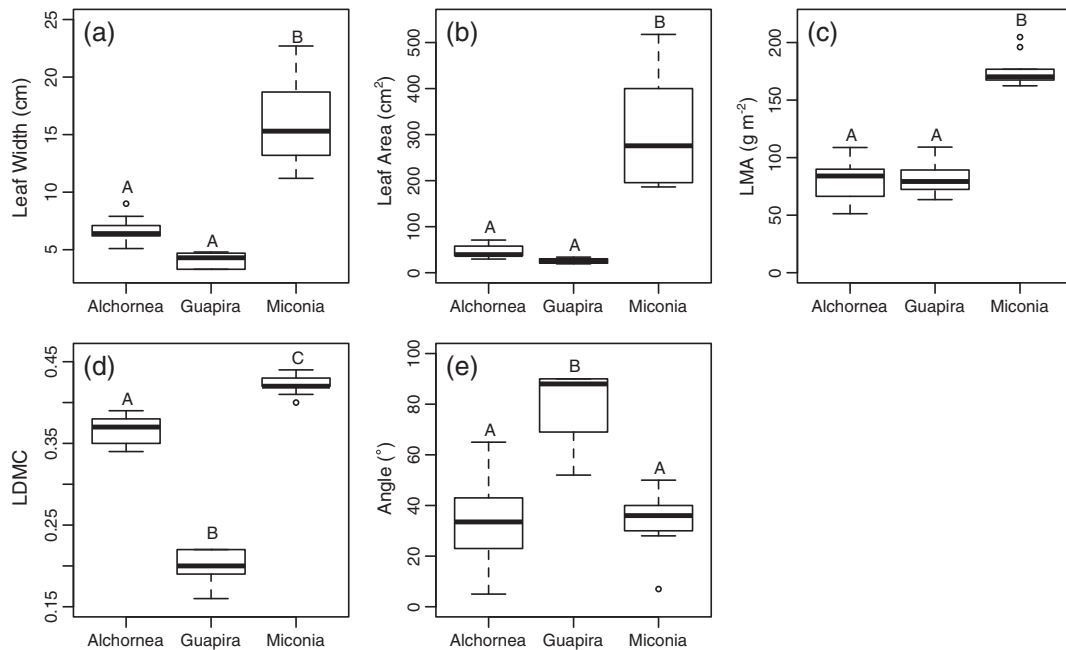 (a)
Leaf Width (cm)
25
20
15
10
5
A
A
B
Alchornea Guapira Miconia
(b)
Leaf Area (cm²)
500
400
300
200
100
0
A
A
B
Alchornea Guapira Miconia
(c)
LMA (g m⁻²)
200
150
100
50
0
A
A
B
Alchornea Guapira Miconia
(d)
LDMC
0.45
0.35
0.25
0.15
A
B
C
Alchornea Guapira Miconia
(e)
Angle (°)
100
80
60
40
20
0
A
B
A
Alchornea Guapira Miconia